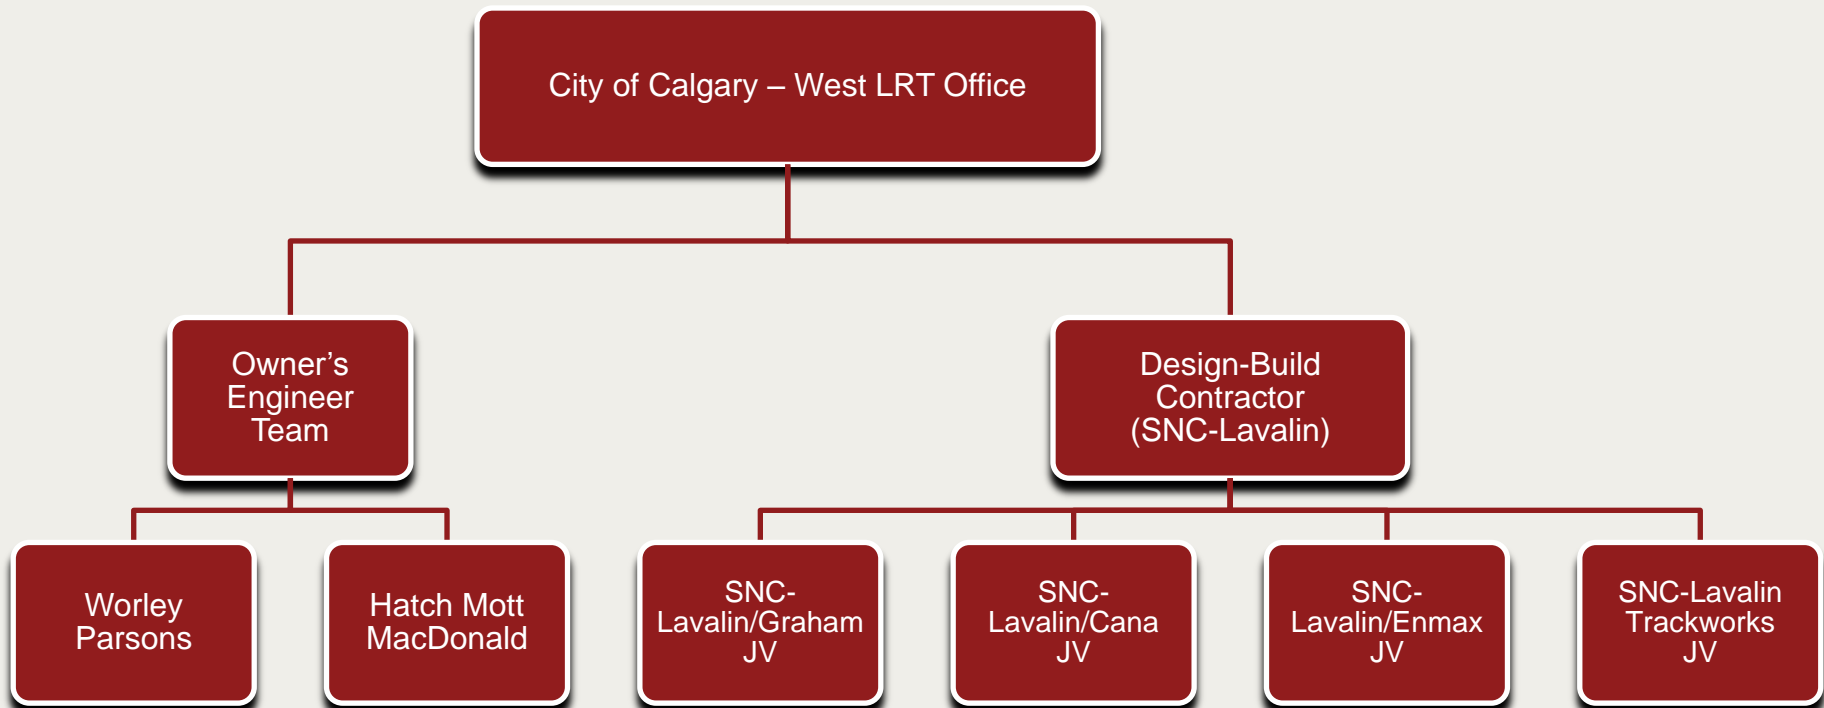 City of Calgary – West LRT Office
Owner’s
Engineer
Team
Design-Build
Contractor
(SNC-Lavalin)
Worley
Parsons
Hatch Mott
MacDonald
SNC-
Lavalin/Graham
JV
SNC-
Lavalin/Cana
JV
SNC-
Lavalin/Enmax
JV
SNC-Lavalin
Trackworks
JV